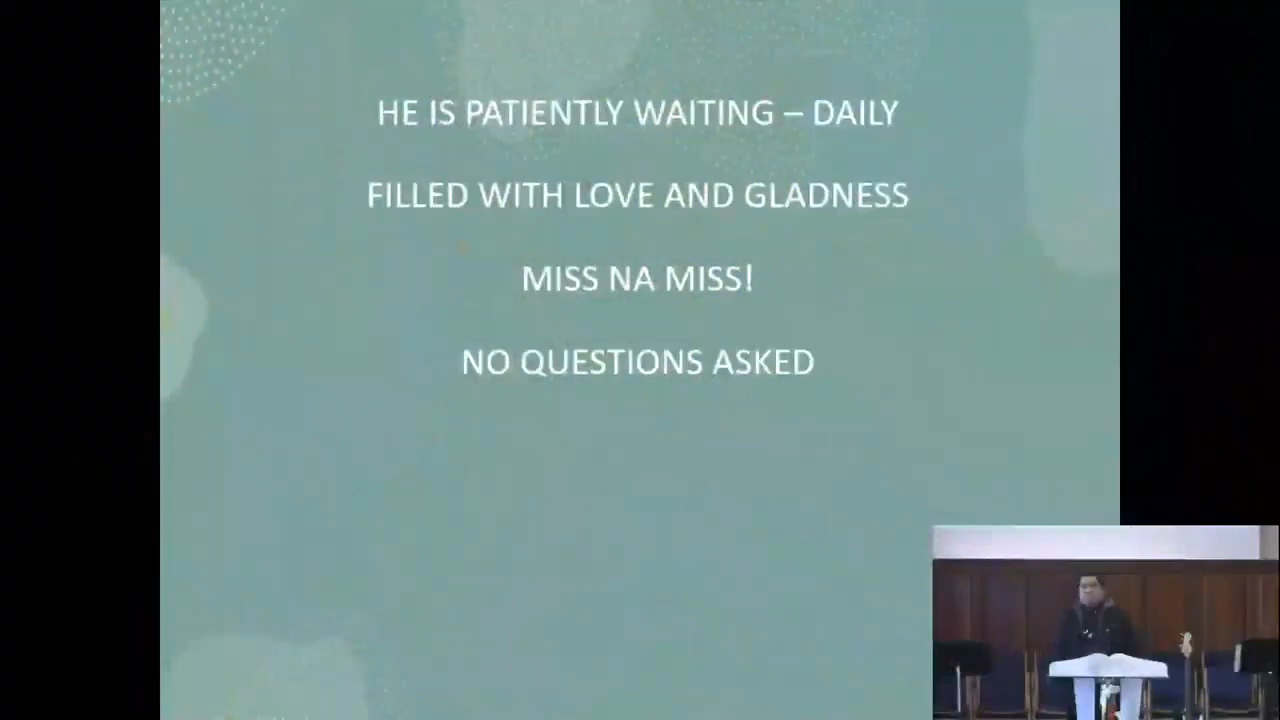 HE IS PATIENTLY WAITING – DAILY
FILLED WITH LOVE AND GLADNESS
MISS NA MISS!
NO QUESTIONS ASKED